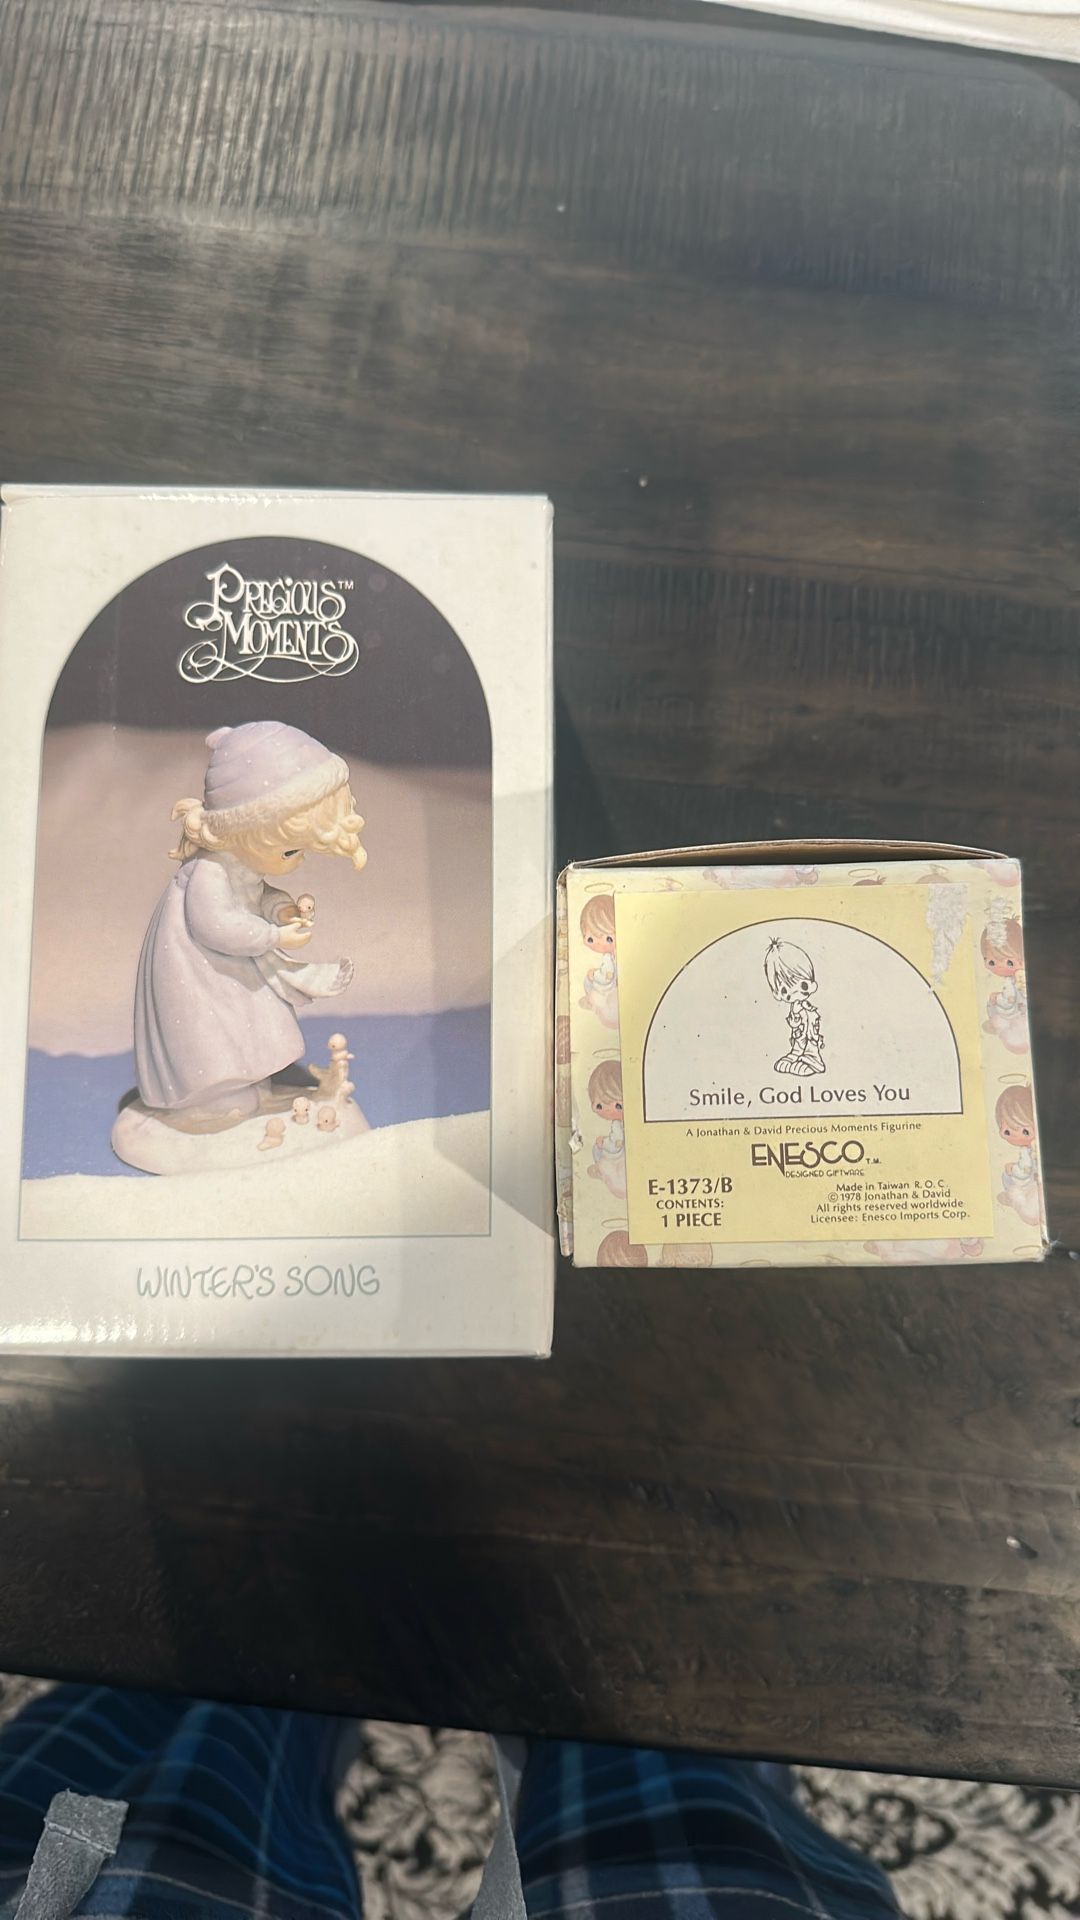 PRECIOUS™
MOMENTS
WINTER'S SONG
Smile, God Loves You
A Jonathan & David Precious Moments Figurine
ENESCO T.M.
DESIGNED GIFTWARE
E-1373/B
CONTENTS:
1 PIECE
Made in Taiwan R. O. C.
© 1978 Jonathan & David
All rights reserved worldwide
Licensee: Enesco Imports Corp.